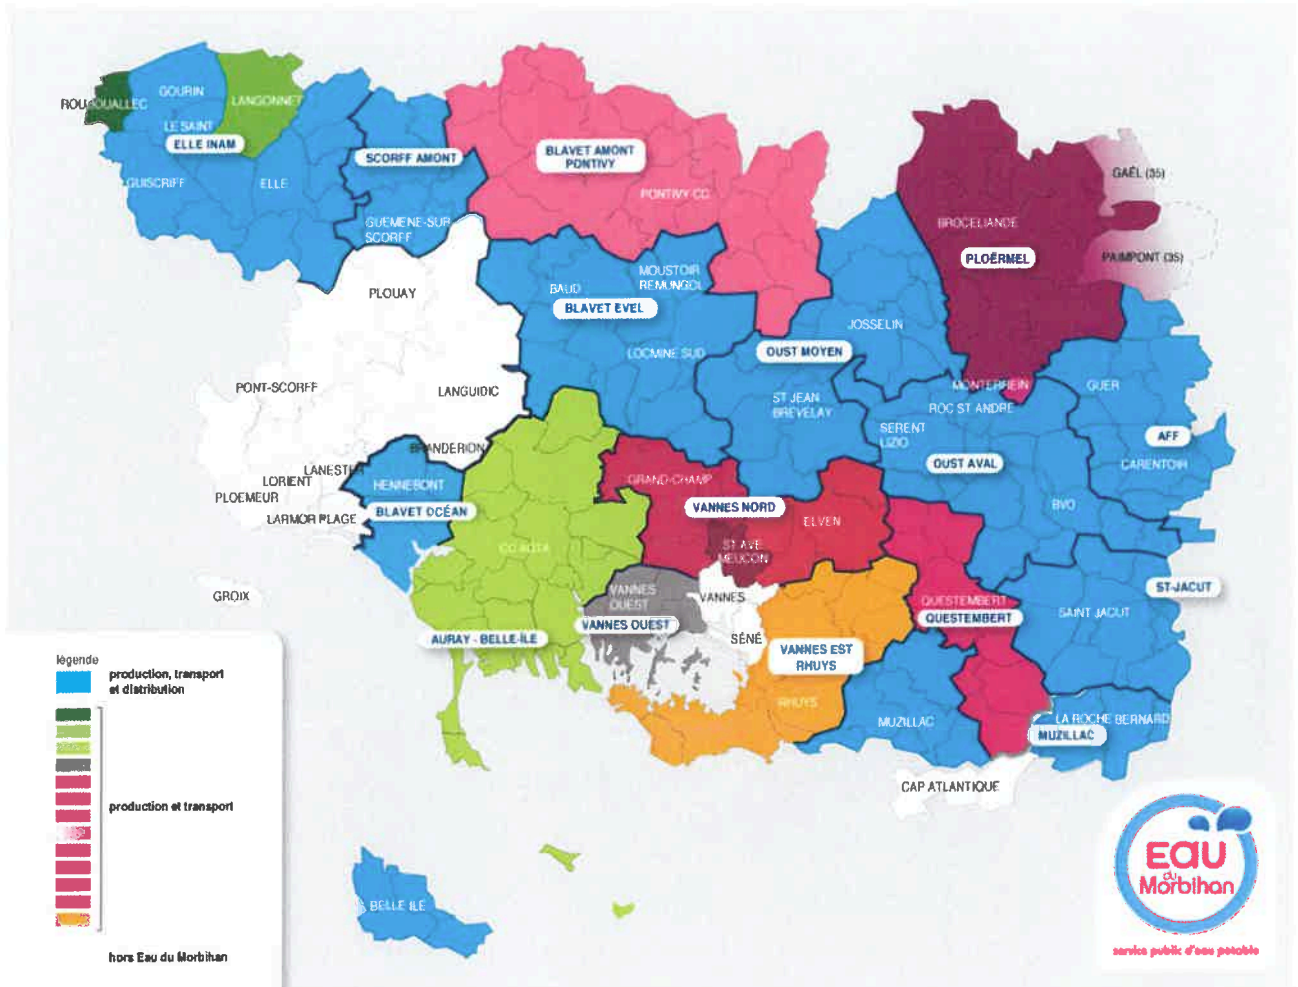 GOURIN
ROUDOUALLEC
LANGONNET
LE SAINT
ELLE INAM
GUISCRIFF
ELLE
SCORFF AMONT
GUEMENE-SUR-
SCORFF
BLAVET AMONT
PONTIVY
PONTIVY CC
GAËL (35)
BROCELIANDE
PLOËRMEL
PAIMPONT (35)
PLOUAY
BAUD
MOUSTOIR
REMUNGOL
BLAVET EVEL
LOCMINE SUD
JOSSELIN
OUST MOYEN
PONT-SCORFF
LANGUIDIC
ST JEAN
BREVELAY
MONTERREIN
ROC ST ANDRE
GUER
SERENT
LIZIO
AFF
CARENTOIR
OUST AVAL
BVO
BRANDERION
LANESTER
LORIENT
HENNEBONT
PLOEMEUR
LARMOR PLAGE
BLAVET OCÉAN
GRAND-CHAMP
VANNES NORD
ELVEN
ST AVE
MEUCON
GROIX
VANNES
OUEST
VANNES
VANNES OUEST
SÉNÉ
AURAY - BELLE-ILE
VANNES EST
RHUYS
RHUYS
QUESTEMBERT
QUESTEMBERT
ST-JACUT
SAINT JACUT
MUZILLAC
LA ROCHE BERNARD
MUZILLAC
CAP ATLANTIQUE
BELLE ILE
légende
production, transport
et distribution
production et transport
hors Eau du Morbihan
EAU
du
Morbihan
service public d'eau potable